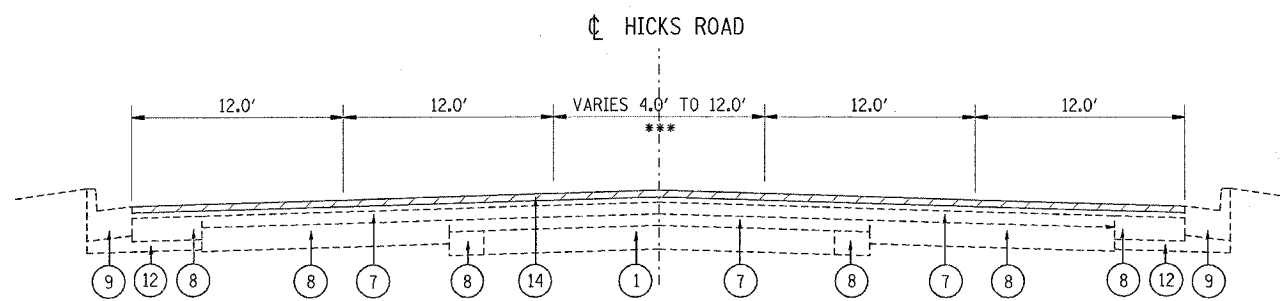 ℄ HICKS ROAD
12.0' 12.0' VARIES 4.0' TO 12.0' 12.0' 12.0'
***
9 12 8 8 7 8 14 1 7 8 7 8 8 12 9